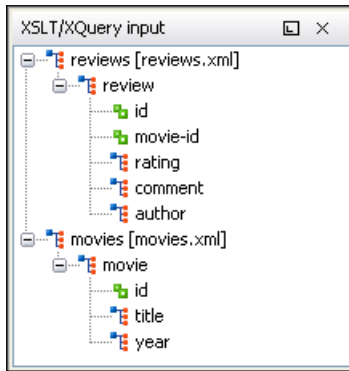 XSLT/XQuery input
reviews [reviews.xml]
review
id
movie-id
rating
comment
author
movies [movies.xml]
movie
id
title
year